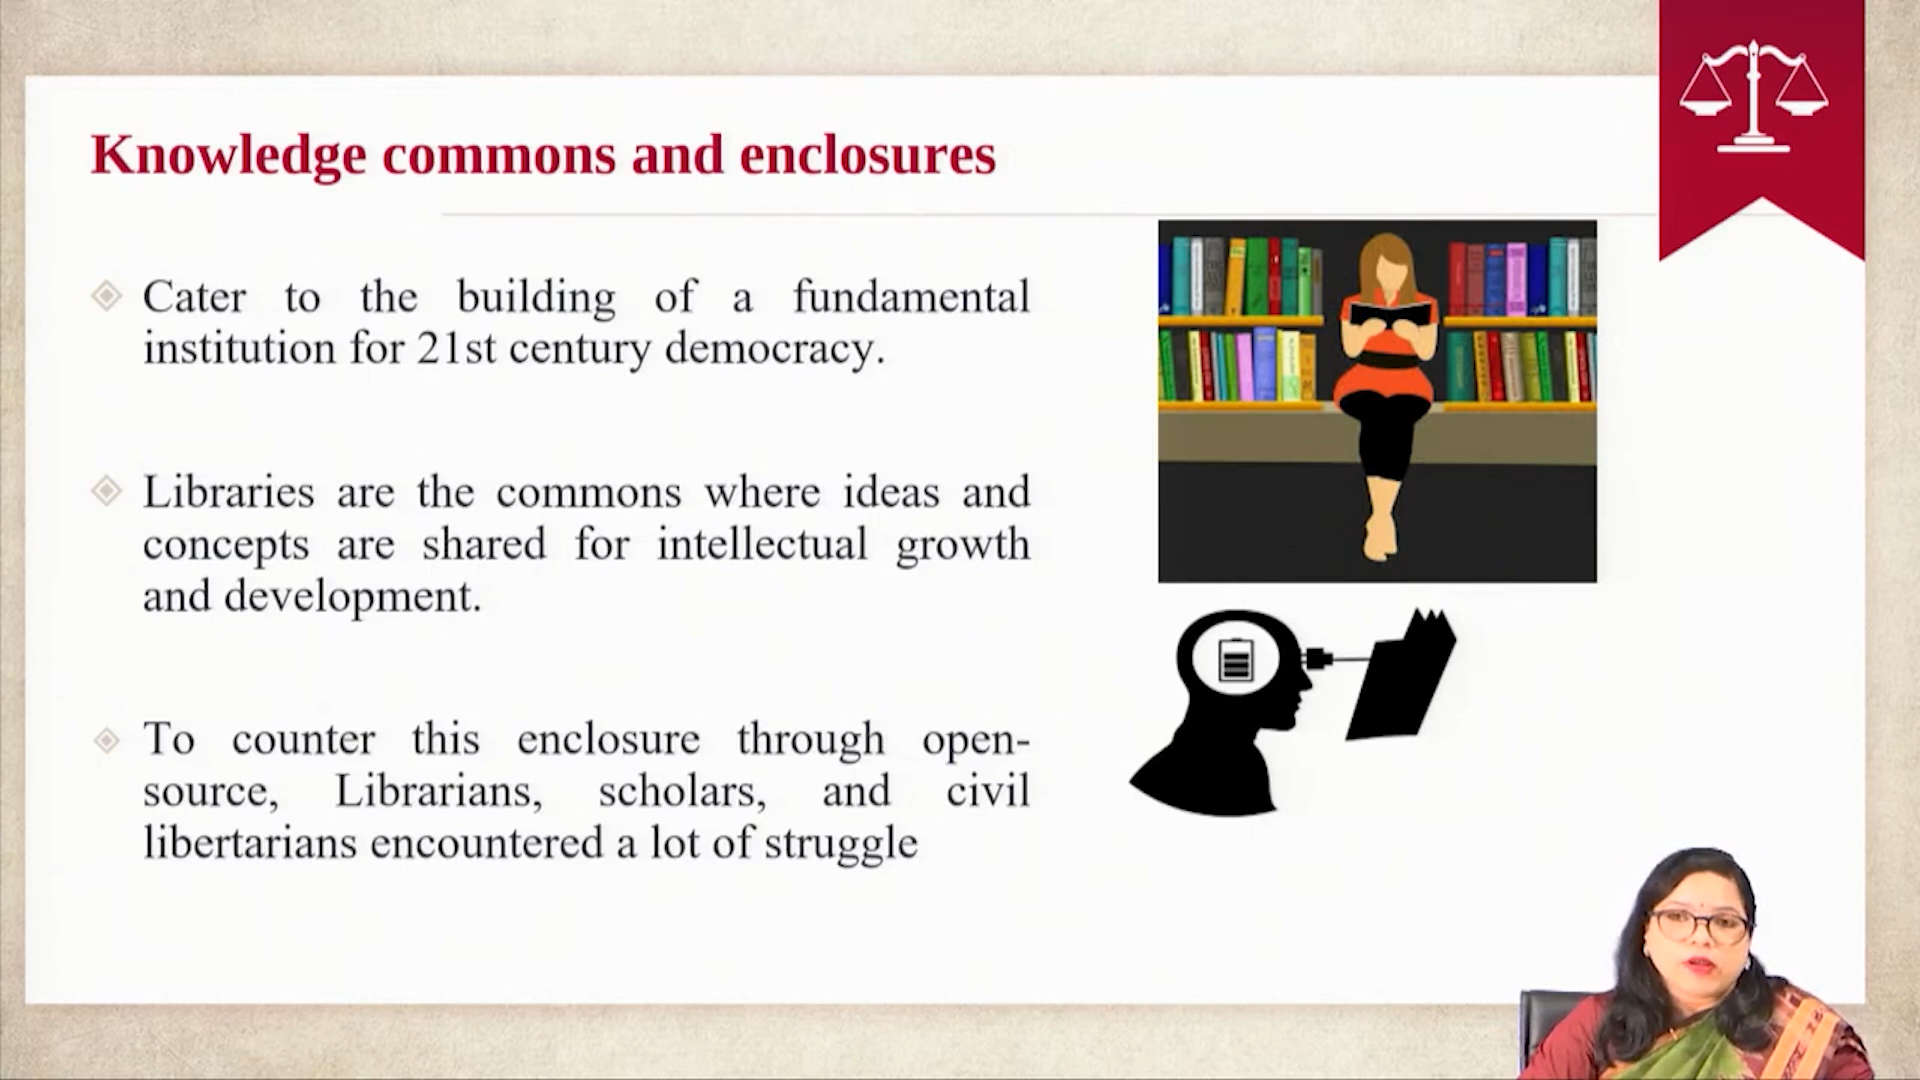 Knowledge commons and enclosures
Cater to the building of a fundamental
institution for 21st century democracy.
Libraries are the commons where ideas and
concepts are shared for intellectual growth
and development.
To counter this enclosure through open-
source, Librarians, scholars, and civil
libertarians encountered a lot of struggle